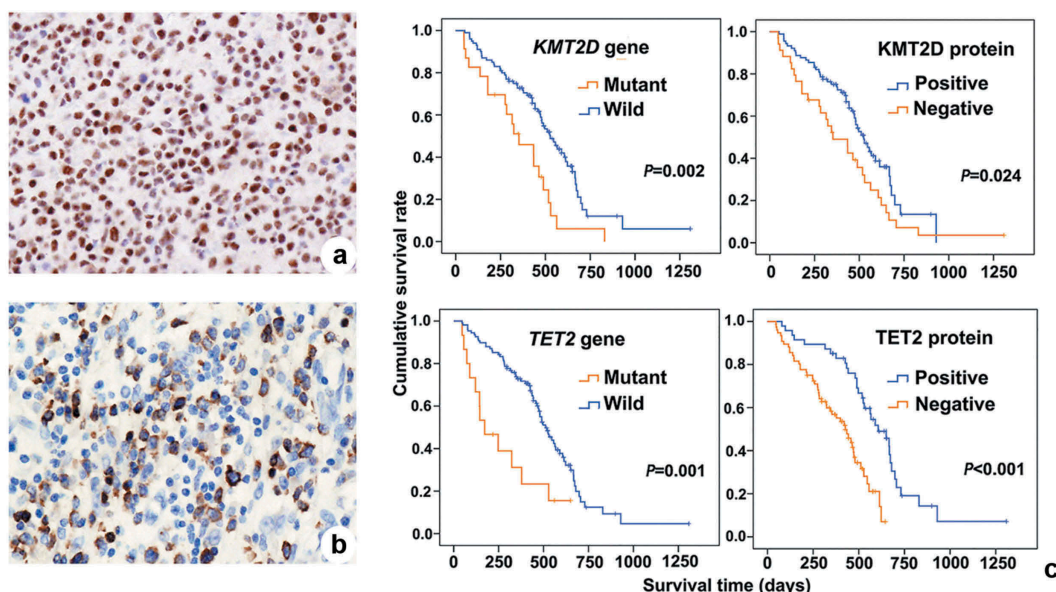 a
b
c
Cumulative survival rate
KMT2D gene
Mutant
Wild
P=0.002
1.0
0.8
0.6
0.4
0.2
0.0
0 250 500 750 1000 1250
KMT2D protein
Positive
Negative
P=0.024
1.0
0.8
0.6
0.4
0.2
0.0
0 250 500 750 1000 1250
TET2 gene
Mutant
Wild
P=0.001
1.0
0.8
0.6
0.4
0.2
0.0
0 250 500 750 1000 1250
TET2 protein
Positive
Negative
P<0.001
1.0
0.8
0.6
0.4
0.2
0.0
0 250 500 750 1000 1250
Survival time (days)